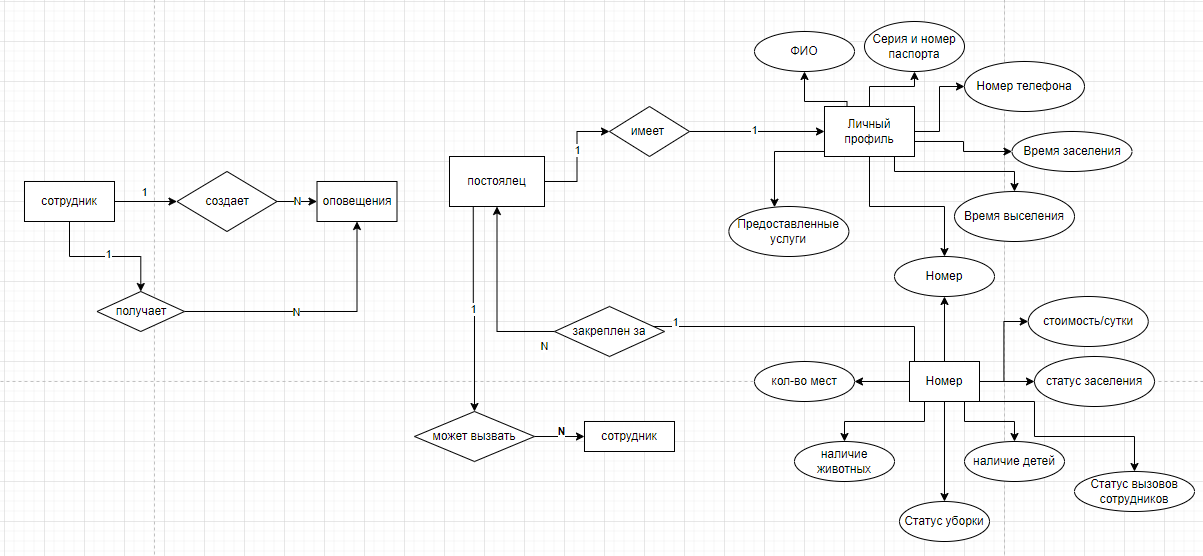 ФИО
Серия и номер
паспорта
Номер телефона
Личный
профиль
имеет
1
1
Время заселения
постоялец
сотрудник
1
создает
N
оповещения
Предоставленные
услуги
Время выселения
1
Номер
получает
N
1
закреплен за
1
N
стоимость/сутки
кол-во мест
Номер
статус заселения
может вызвать
N
сотрудник
наличие
животных
наличие детей
Статус вызовов
сотрудников
Статус уборки